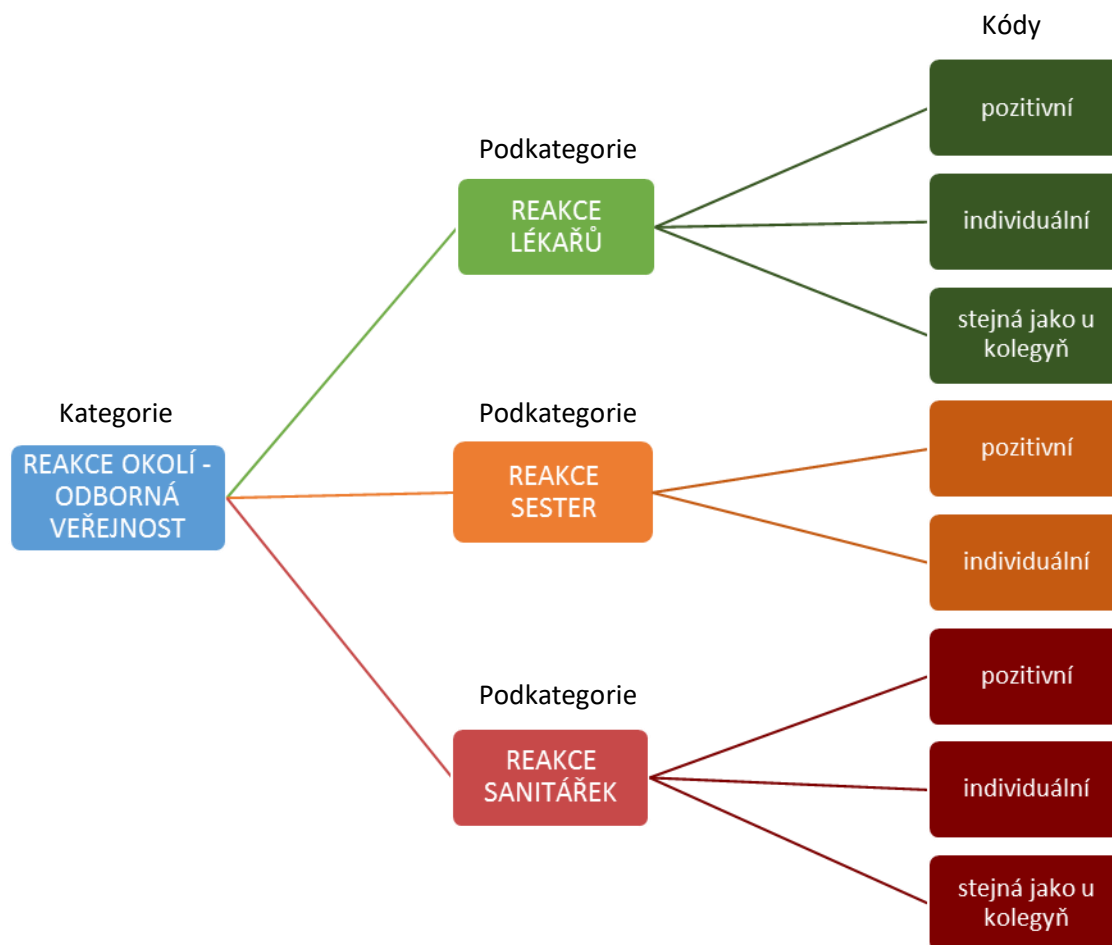 Kódy
pozitivní
Podkategorie
REAKCE
LÉKAŘŮ
individuální
stejná jako u
kolegyň
Kategorie
REAKCE OKOLÍ -
ODBORNÁ
VEŘEJNOST
Podkategorie
REAKCE
SESTER
pozitivní
individuální
Podkategorie
REAKCE
SANITÁŘEK
pozitivní
individuální
stejná jako u
kolegyň